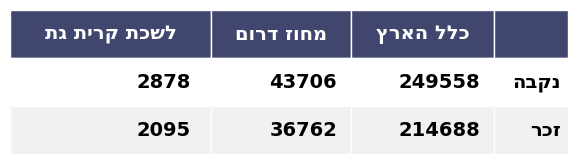 כלל הארץ מחוז דרום לשכת קרית גת
נקבה 249558 43706 2878
זכר 214688 36762 2095